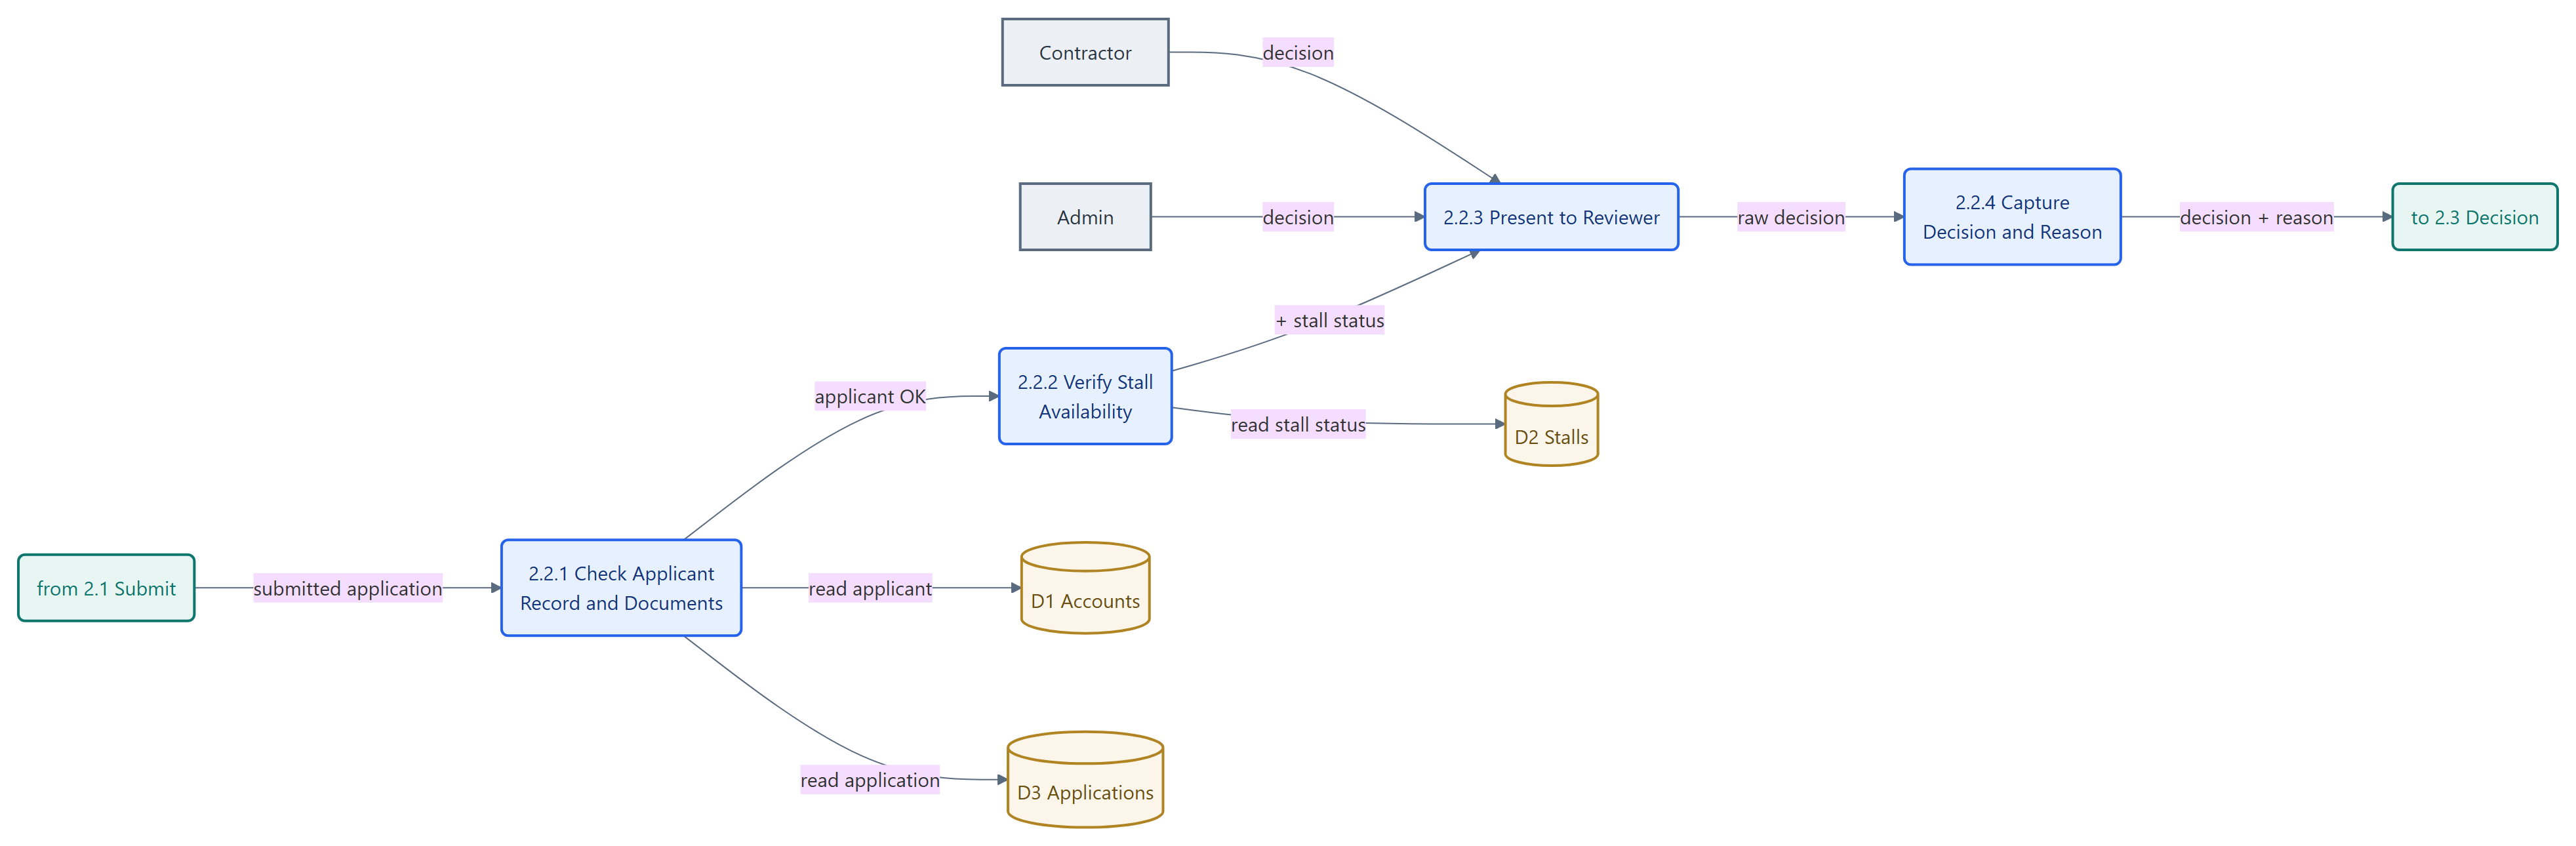 Contractor
decision
Admin
decision
2.2.3 Present to Reviewer
raw decision
2.2.4 Capture
Decision and Reason
decision + reason
to 2.3 Decision
+ stall status
applicant OK
2.2.2 Verify Stall
Availability
read stall status
D2 Stalls
from 2.1 Submit
submitted application
2.2.1 Check Applicant
Record and Documents
read applicant
D1 Accounts
read application
D3 Applications